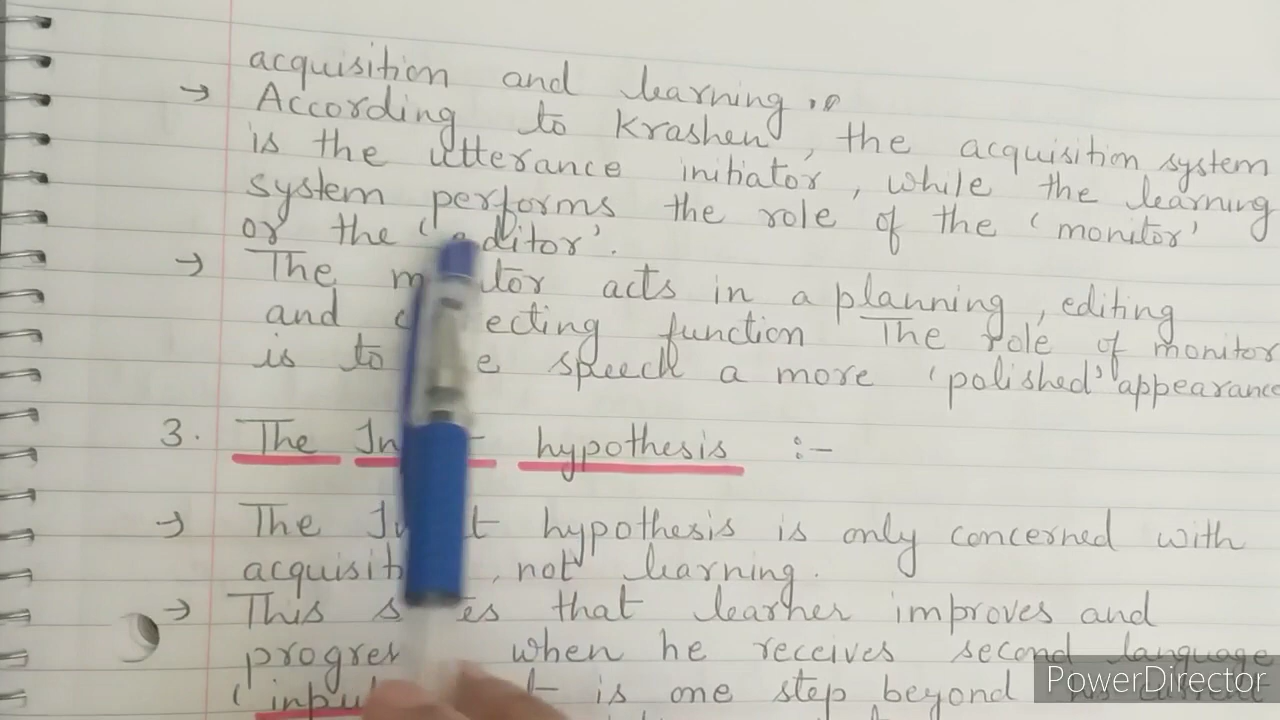 acquisition and learning.
→ According to Krashen, the acquisition system
is the utterance initiator, while the learning
system performs the role of the 'monitor'
or the 'editor'.
→ The acts in a planning, editing
and function The role of monitor
is to speech a more 'polished' appearance
3. The hypothesis :-
→ The hypothesis is only concerned with
, not learning.
→ This that learner improves and
when he receives second language
is one step beyond
PowerDirector